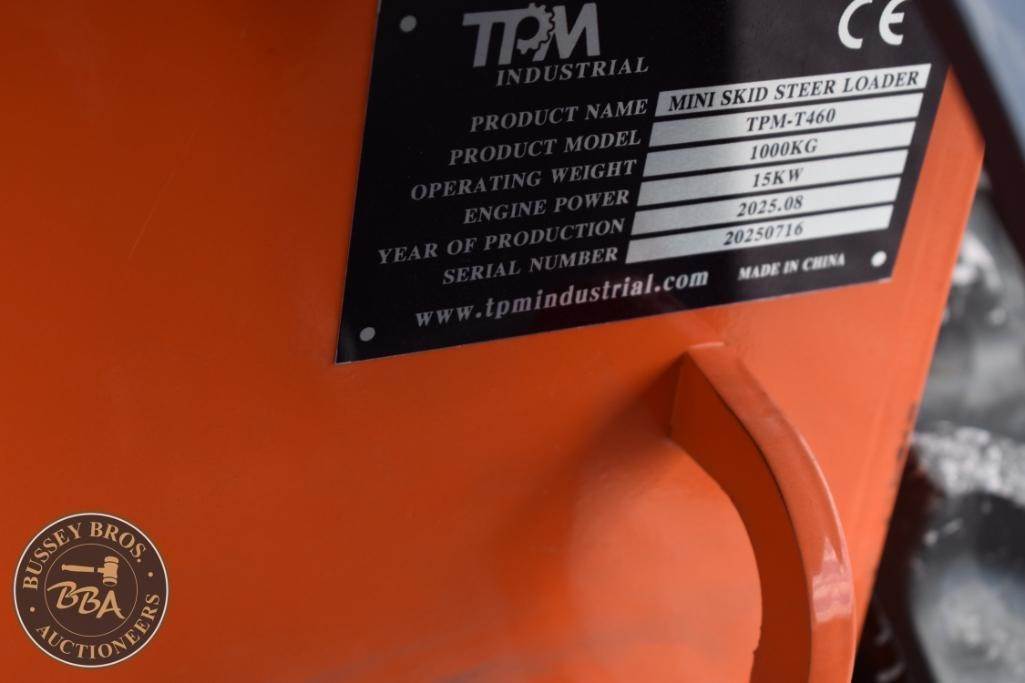 TPM
INDUSTRIAL
CE
PRODUCT NAME MINI SKID STEER LOADER
PRODUCT MODEL TPM-T460
OPERATING WEIGHT 1000KG
ENGINE POWER 15KW
YEAR OF PRODUCTION 2025.08
SERIAL NUMBER 20250716
www.tpmindustrial.com MADE IN CHINA
BUSSEY BROS.
BBA
AUCTIONEERS